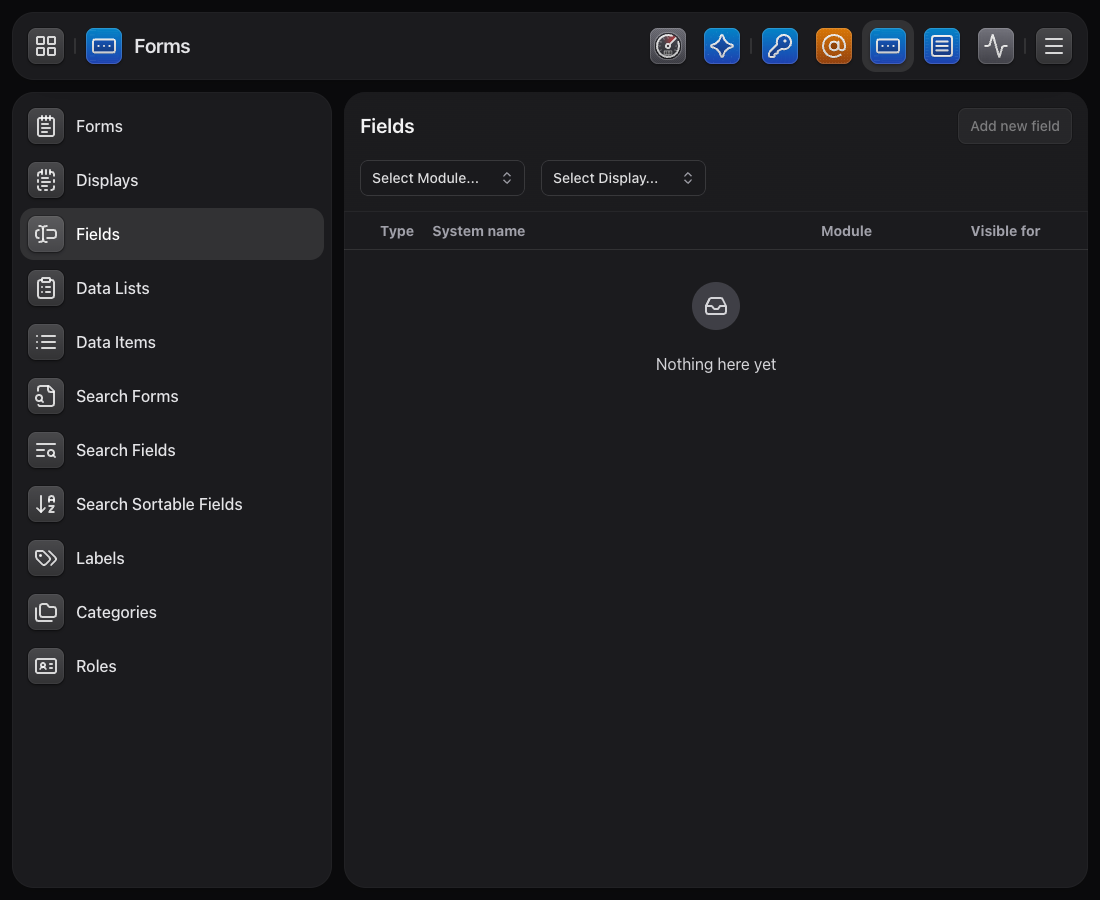 Forms
Forms
Displays
Fields
Data Lists
Data Items
Search Forms
Search Fields
Search Sortable Fields
Labels
Categories
Roles
Fields
Add new field
Select Module...
Select Display...
Type System name Module Visible for
Nothing here yet